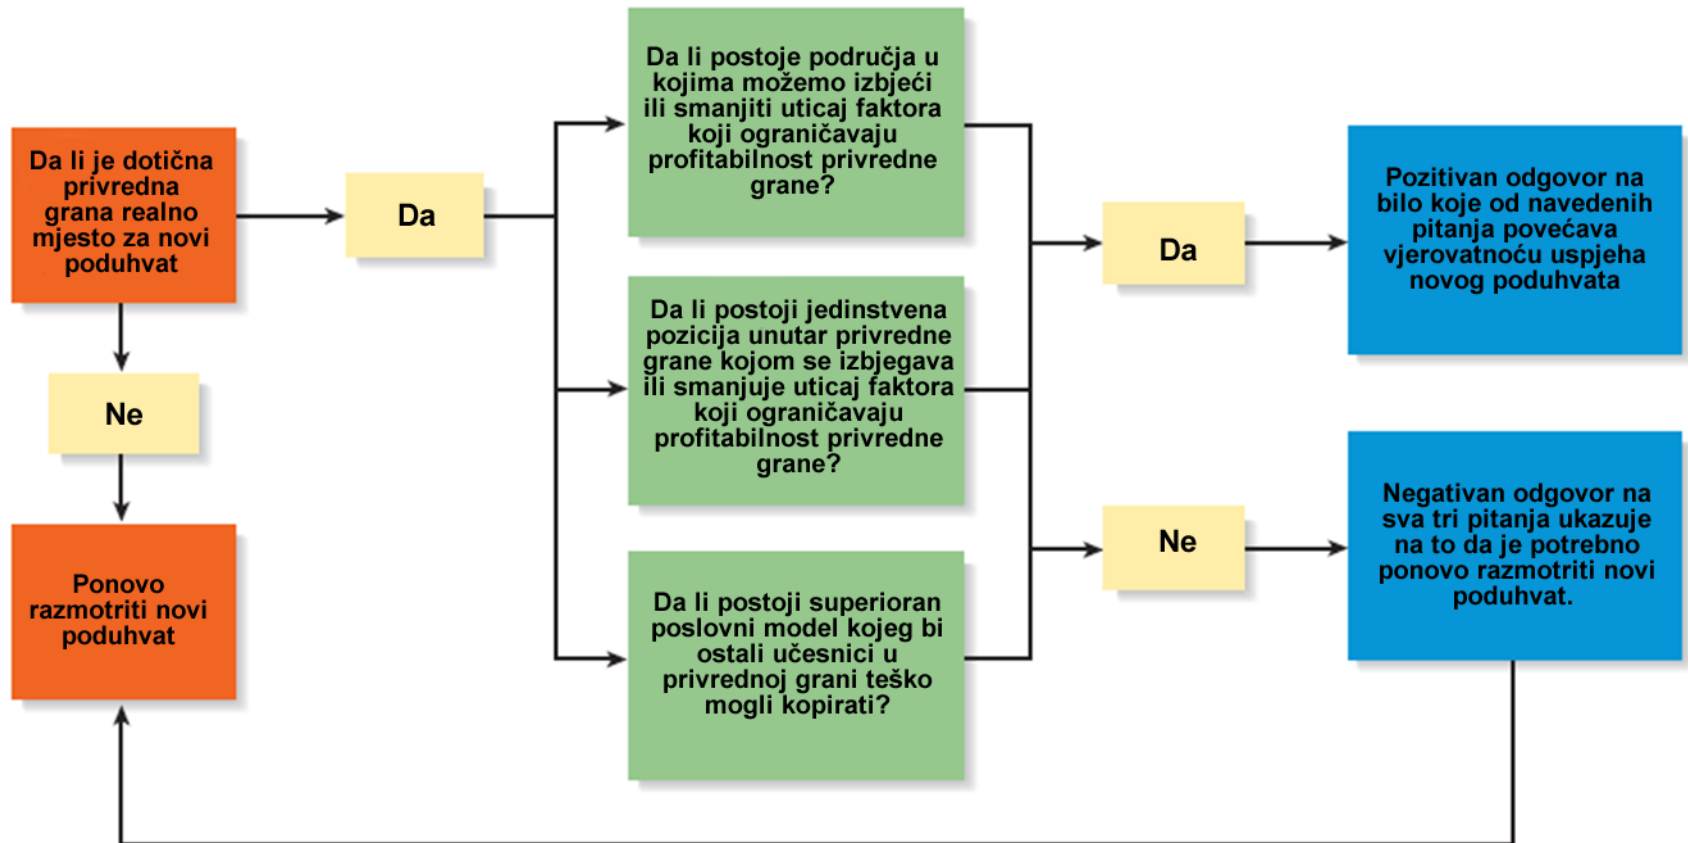 Da li je dotična
privredna
grana realno
mjesto za novi
poduhvat
Da
Ne
Ponovo
razmotriti novi
poduhvat
Da li postoje područja u
kojima možemo izbjeći
ili smanjiti uticaj faktora
koji ograničavaju
profitabilnost privredne
grane?
Da li postoji jedinstvena
pozicija unutar privredne
grane kojom se izbjegava
ili smanjuje uticaj faktora
koji ograničavaju
profitabilnost privredne
grane?
Da li postoji superioran
poslovni model kojeg bi
ostali učesnici u
privrednoj grani teško
mogli kopirati?
Da
Pozitivan odgovor na
bilo koje od navedenih
pitanja povećava
vjerovatnoću uspjeha
novog poduhvata
Ne
Negativan odgovor na
sva tri pitanja ukazuje
na to da je potrebno
ponovo razmotriti novi
poduhvat.